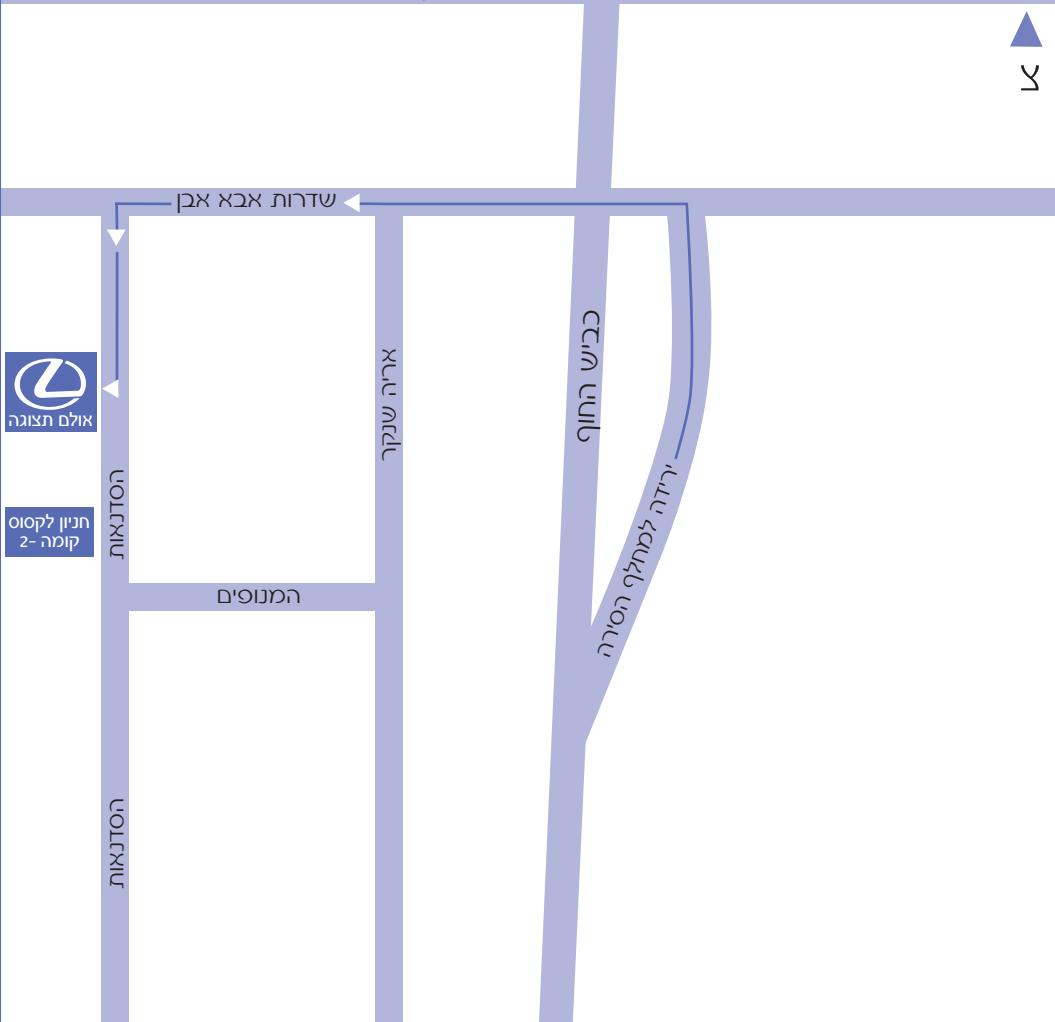 צ
שדרות אבא אבן
כביש החוף
אריה שנקר
אולם תצוגה
הסדנאות
ירידה למחלף הסירה
חניון לקסוס
קומה -2
המנופים
הסדנאות